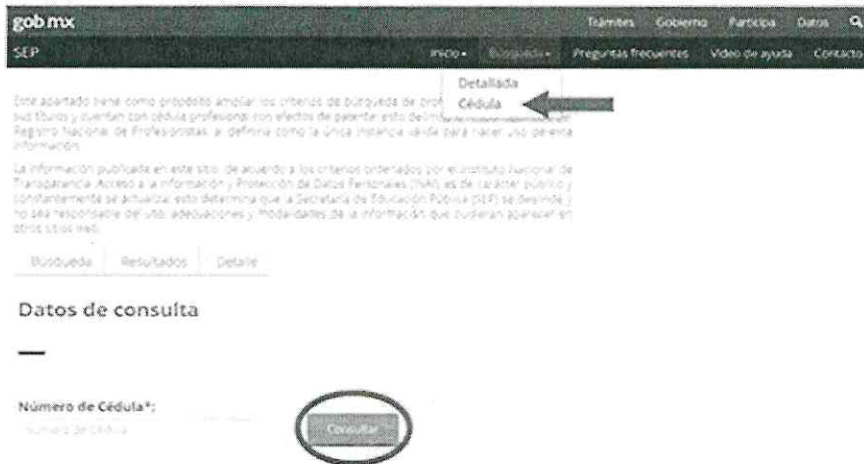 gob mx
Trámites Gobierno Participa Datos
SEP
Inicio Búsqueda Preguntas frecuentes Video de ayuda Contacto
Detallada
Cédula
Este apartado tiene como propósito ampliar los criterios de búsqueda de
sus títulos y cuentan con cédula profesional con efectos de patente; esto
Registro Nacional de Profesionistas al definirla como la única instancia válida para hacer uso de esta
información.
La información publicada en este sitio, de acuerdo a los criterios ordenados por el Instituto Nacional de
Transparencia, Acceso a la Información y Protección de Datos Personales (INAI), es de carácter público y
constantemente se actualiza; esto determina que la Secretaría de Educación Pública (SEP) se deslinde y
no sea responsable del uso, adecuaciones y modalidades de la información que pudieran aparecer en
otros sitios web.
Búsqueda Resultados Detalle
Datos de consulta
Número de Cédula*:
Número de Cédula
Consultar